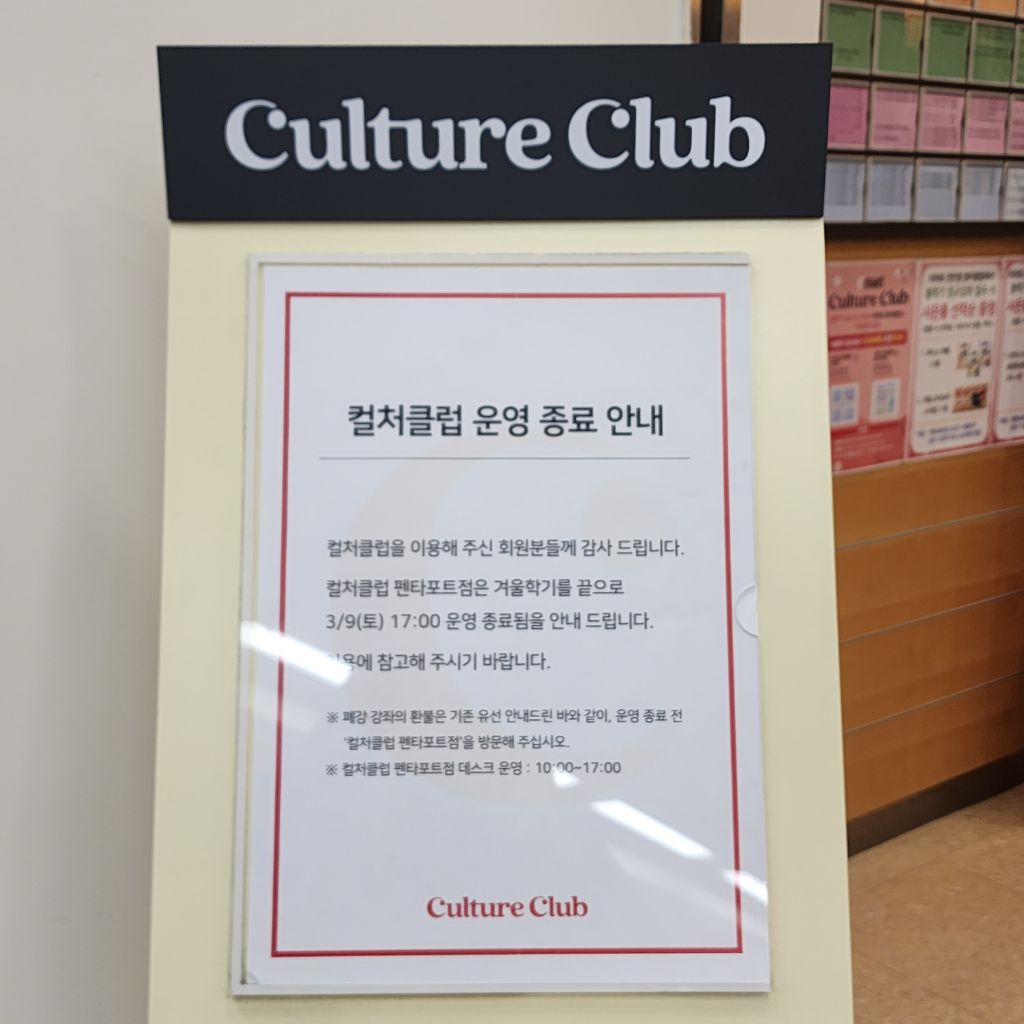 Culture Club
컬처클럽 운영 종료 안내
컬처클럽을 이용해 주신 회원분들께 감사 드립니다.
컬처클럽 펜타포트점은 겨울학기를 끝으로
3/9(토) 17:00 운영 종료됨을 안내 드립니다.
이용에 참고해 주시기 바랍니다.
※ 폐강 강좌의 환불은 기존 유선 안내드린 바와 같이, 운영 종료 전
'컬처클럽 펜타포트점'을 방문해 주십시오.
※ 컬처클럽 펜타포트점 데스크 운영 : 10:00~17:00
Culture Club
Culture Club